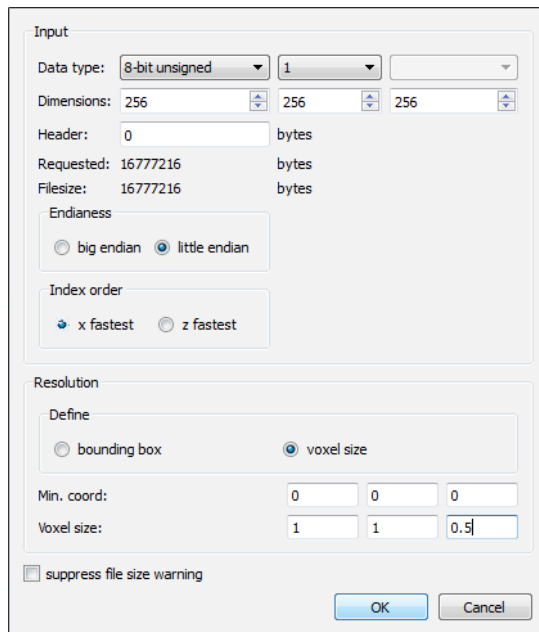 Input
Data type: 8-bit unsigned 1
Dimensions: 256 256 256
Header: 0 bytes
Requested: 16777216 bytes
Filesize: 16777216 bytes
Endianess
big endian little endian
Index order
x fastest z fastest
Resolution
Define
bounding box voxel size
Min. coord: 0 0 0
Voxel size: 1 1 0.5
suppress file size warning
OK Cancel